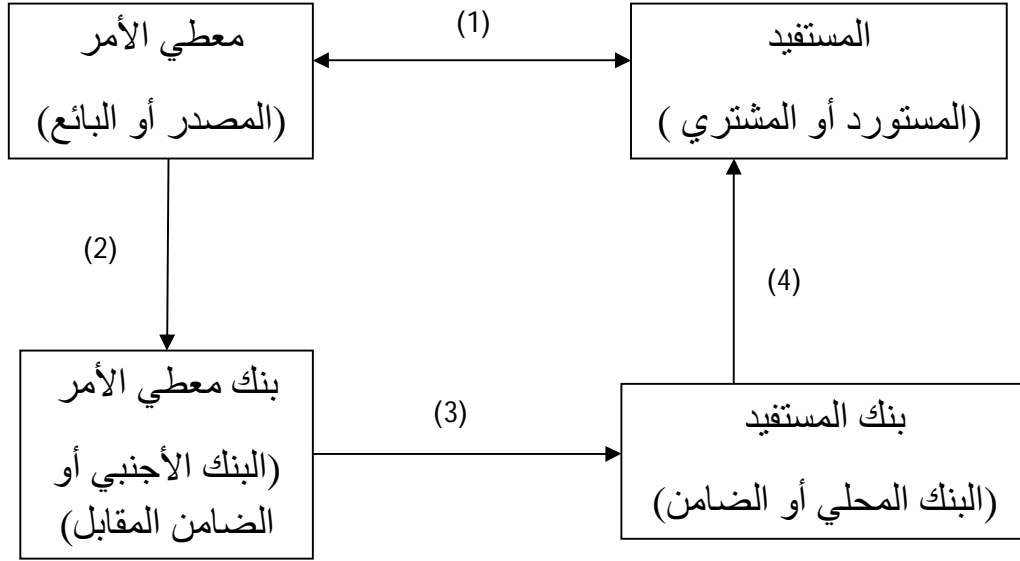 المستفيد
(المستورد أو المشتري )
(1)
معطي الأمر
(المصدر أو البائع)
(2)
(4)
بنك معطي الأمر
(البنك الأجنبي أو
الضامن المقابل)
(3)
بنك المستفيد
(البنك المحلي أو الضامن)